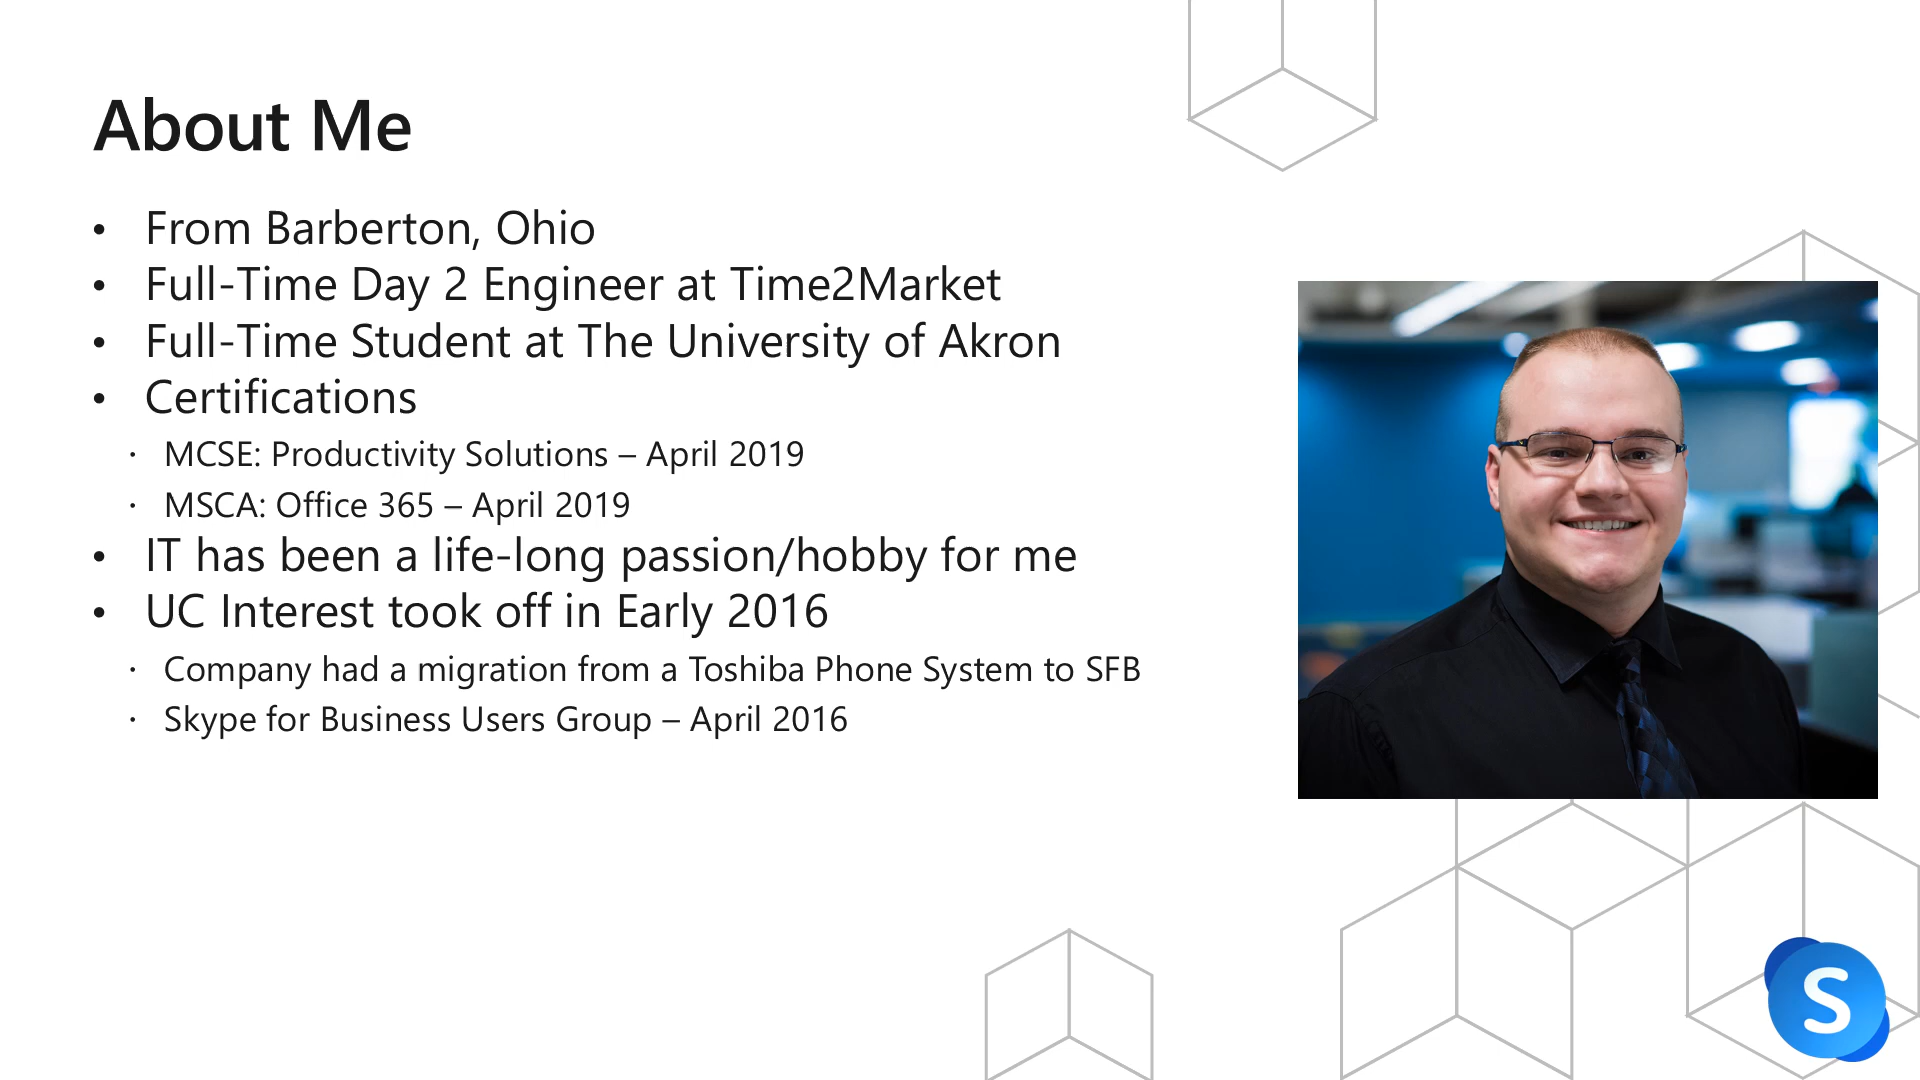 About Me
• From Barberton, Ohio
• Full-Time Day 2 Engineer at Time2Market
• Full-Time Student at The University of Akron
• Certifications
· MCSE: Productivity Solutions – April 2019
· MSCA: Office 365 – April 2019
• IT has been a life-long passion/hobby for me
• UC Interest took off in Early 2016
· Company had a migration from a Toshiba Phone System to SFB
· Skype for Business Users Group – April 2016
S